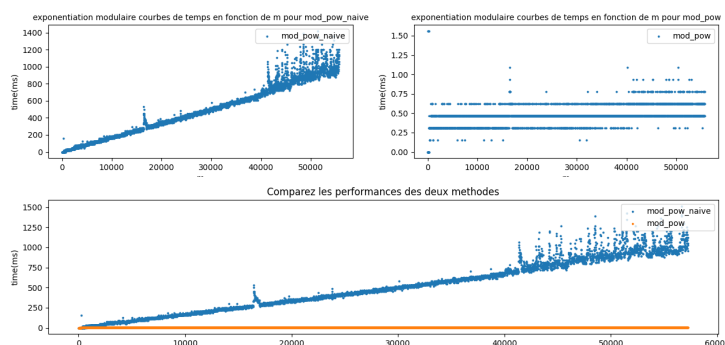 exponentiation modulaire courbes de temps en fonction de m pour mod_pow_naive
time(ms)
1400
1200
1000
800
600
400
200
0
mod_pow_naive
0 10000 20000 30000 40000 50000
exponentiation modulaire courbes de temps en fonction de m pour mod_pow
time(ms)
1.50
1.25
1.00
0.75
0.50
0.25
0.00
mod_pow
0 10000 20000 30000 40000 50000
Comparez les performances des deux methodes
time(ms)
1500
1250
1000
750
500
250
0
mod_pow_naive
mod_pow
0 10000 20000 30000 40000 50000